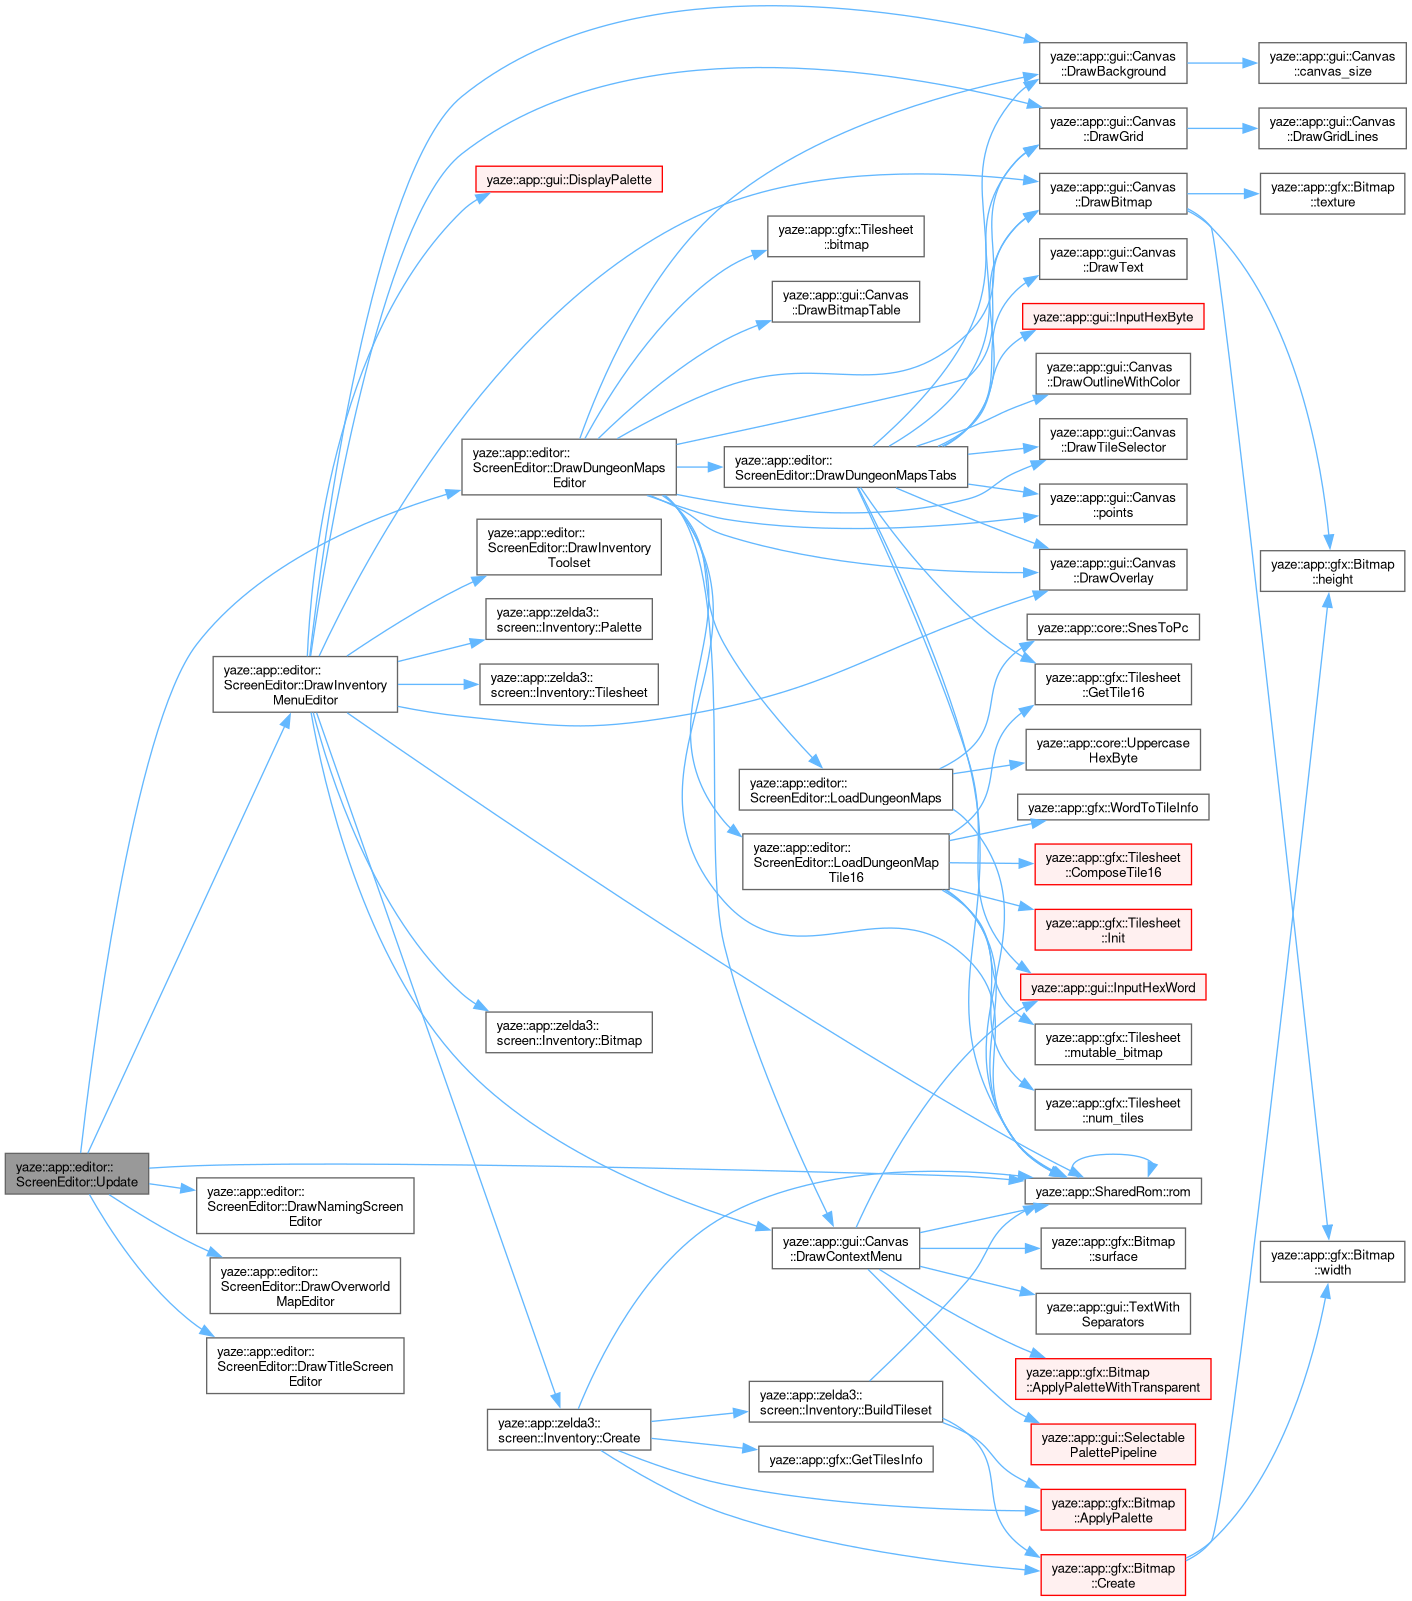 yaze::app::editor::
ScreenEditor::Update
yaze::app::editor::
ScreenEditor::DrawInventory
MenuEditor
yaze::app::editor::
ScreenEditor::DrawNamingScreen
Editor
yaze::app::editor::
ScreenEditor::DrawOverworld
MapEditor
yaze::app::editor::
ScreenEditor::DrawTitleScreen
Editor
yaze::app::gui::DisplayPalette
yaze::app::editor::
ScreenEditor::DrawDungeonMaps
Editor
yaze::app::editor::
ScreenEditor::DrawInventory
Toolset
yaze::app::zelda3::
screen::Inventory::Palette
yaze::app::zelda3::
screen::Inventory::Tilesheet
yaze::app::zelda3::
screen::Inventory::Bitmap
yaze::app::zelda3::
screen::Inventory::Create
yaze::app::gfx::Tilesheet
::bitmap
yaze::app::gui::Canvas
::DrawBitmapTable
yaze::app::editor::
ScreenEditor::DrawDungeonMapsTabs
yaze::app::editor::
ScreenEditor::LoadDungeonMaps
yaze::app::editor::
ScreenEditor::LoadDungeonMap
Tile16
yaze::app::gui::Canvas
::DrawContextMenu
yaze::app::zelda3::
screen::Inventory::BuildTileset
yaze::app::gfx::GetTilesInfo
yaze::app::gui::Canvas
::DrawBackground
yaze::app::gui::Canvas
::DrawGrid
yaze::app::gui::Canvas
::DrawBitmap
yaze::app::gui::Canvas
::DrawText
yaze::app::gui::InputHexByte
yaze::app::gui::Canvas
::DrawOutlineWithColor
yaze::app::gui::Canvas
::DrawTileSelector
yaze::app::gui::Canvas
::points
yaze::app::gui::Canvas
::DrawOverlay
yaze::app::core::SnesToPc
yaze::app::gfx::Tilesheet
::GetTile16
yaze::app::core::Uppercase
HexByte
yaze::app::gfx::WordToTileInfo
yaze::app::gfx::Tilesheet
::ComposeTile16
yaze::app::gfx::Tilesheet
::Init
yaze::app::gui::InputHexWord
yaze::app::gfx::Tilesheet
::mutable_bitmap
yaze::app::gfx::Tilesheet
::num_tiles
yaze::app::SharedRom::rom
yaze::app::gfx::Bitmap
::surface
yaze::app::gui::TextWith
Separators
yaze::app::gfx::Bitmap
::ApplyPaletteWithTransparent
yaze::app::gui::Selectable
PalettePipeline
yaze::app::gfx::Bitmap
::ApplyPalette
yaze::app::gfx::Bitmap
::Create
yaze::app::gui::Canvas
::canvas_size
yaze::app::gui::Canvas
::DrawGridLines
yaze::app::gfx::Bitmap
::texture
yaze::app::gfx::Bitmap
::height
yaze::app::gfx::Bitmap
::width